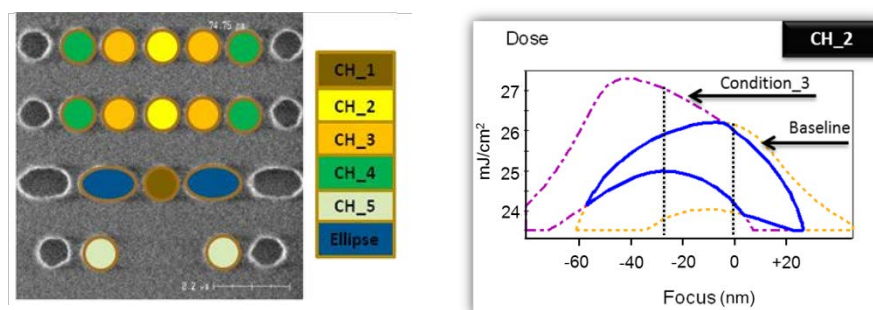 74.75 nm
CH_1
CH_2
CH_3
CH_4
CH_5
Ellipse
Dose
CH_2
27
26
25
24
mJ/cm²
Condition_3
Baseline
-60
-40
-20
0
+20
Focus (nm)